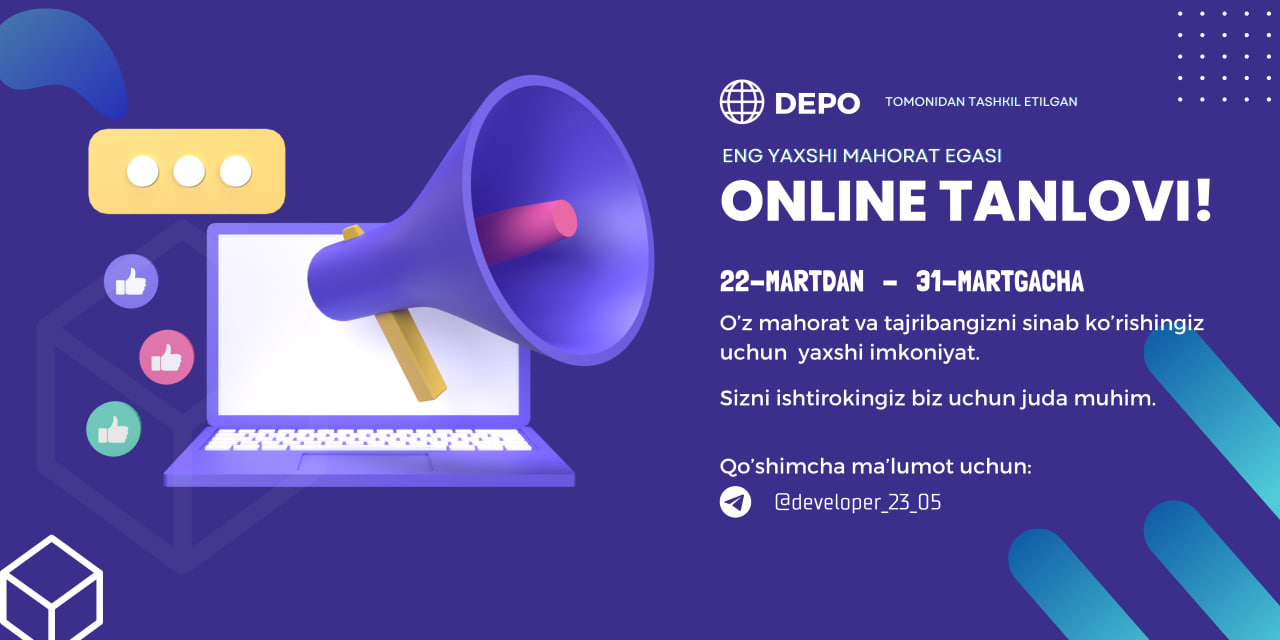 DEPO TOMONIDAN TASHKIL ETILGAN
ENG YAXSHI MAHORAT EGASI
ONLINE TANLOVI!
22-MARTDAN - 31-MARTGACHA
O’z mahorat va tajribangizni sinab ko’rishingiz
uchun yaxshi imkoniyat.
Sizni ishtirokingiz biz uchun juda muhim.
Qo’shimcha ma’lumot uchun:
@developer_23_05